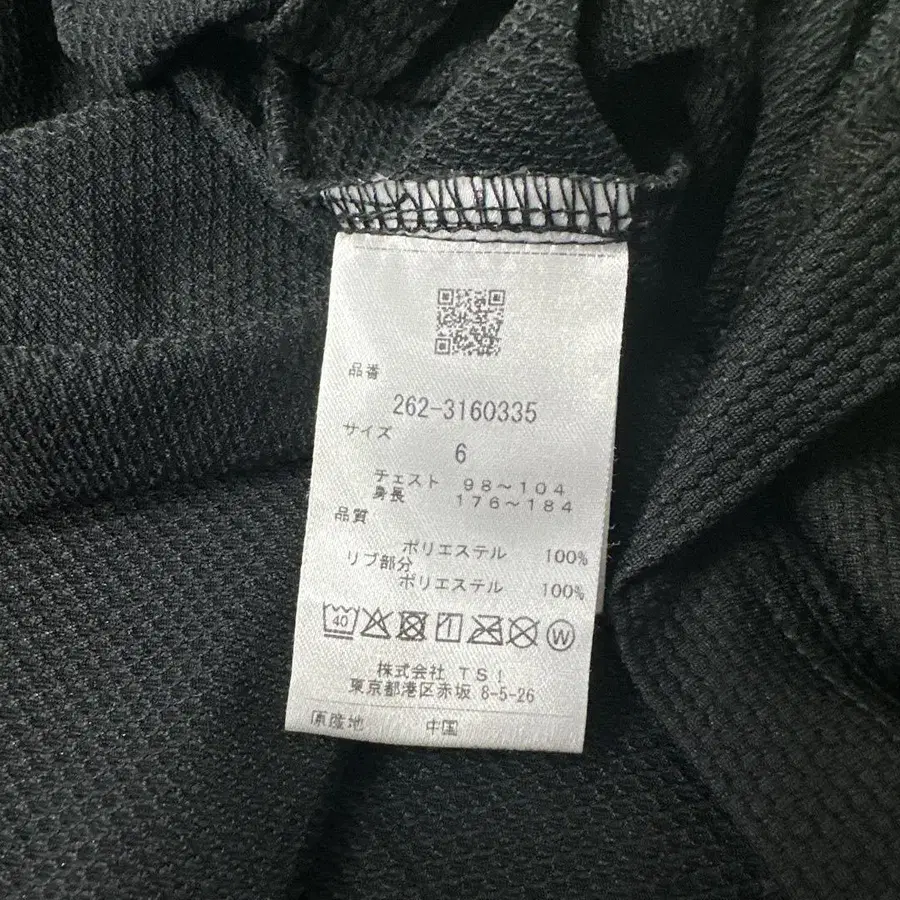 品番
262-3160335
サイズ
6
チェスト 98～104
身長 176～184
品質
ポリエステル 100%
リブ部分
ポリエステル 100%
40
W
株式会社 TSI
東京都港区赤坂 8-5-26
原産地 中国